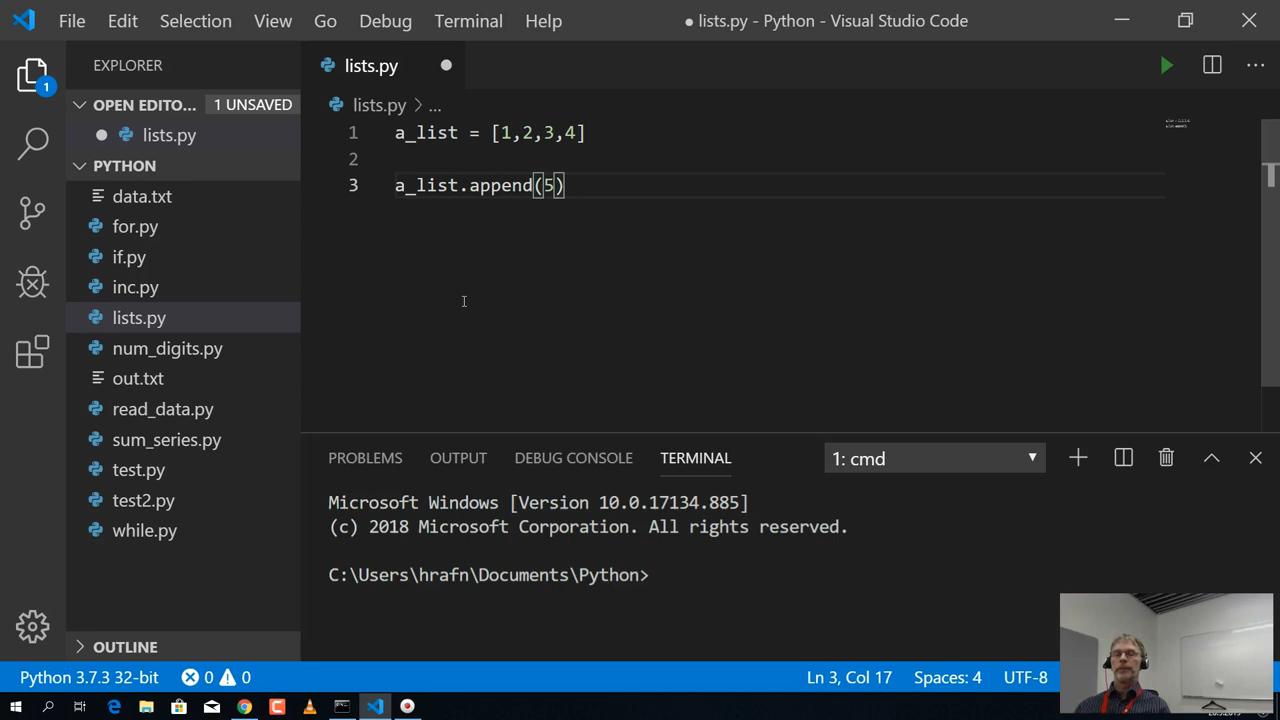 File Edit Selection View Go Debug Terminal Help ● lists.py - Python - Visual Studio Code
EXPLORER
lists.py
OPEN EDITO... 1 UNSAVED
lists.py > ...
lists.py
1 a_list = [1,2,3,4]
2
3 a_list.append(5)
PYTHON
data.txt
for.py
if.py
inc.py
lists.py
num_digits.py
out.txt
read_data.py
sum_series.py
test.py
test2.py
while.py
OUTLINE
1
PROBLEMS OUTPUT DEBUG CONSOLE TERMINAL 1: cmd
Microsoft Windows [Version 10.0.17134.885]
(c) 2018 Microsoft Corporation. All rights reserved.
C:\Users\hrafn\Documents\Python>
Python 3.7.3 32-bit 0 0 Ln 3, Col 17 Spaces: 4 UTF-8